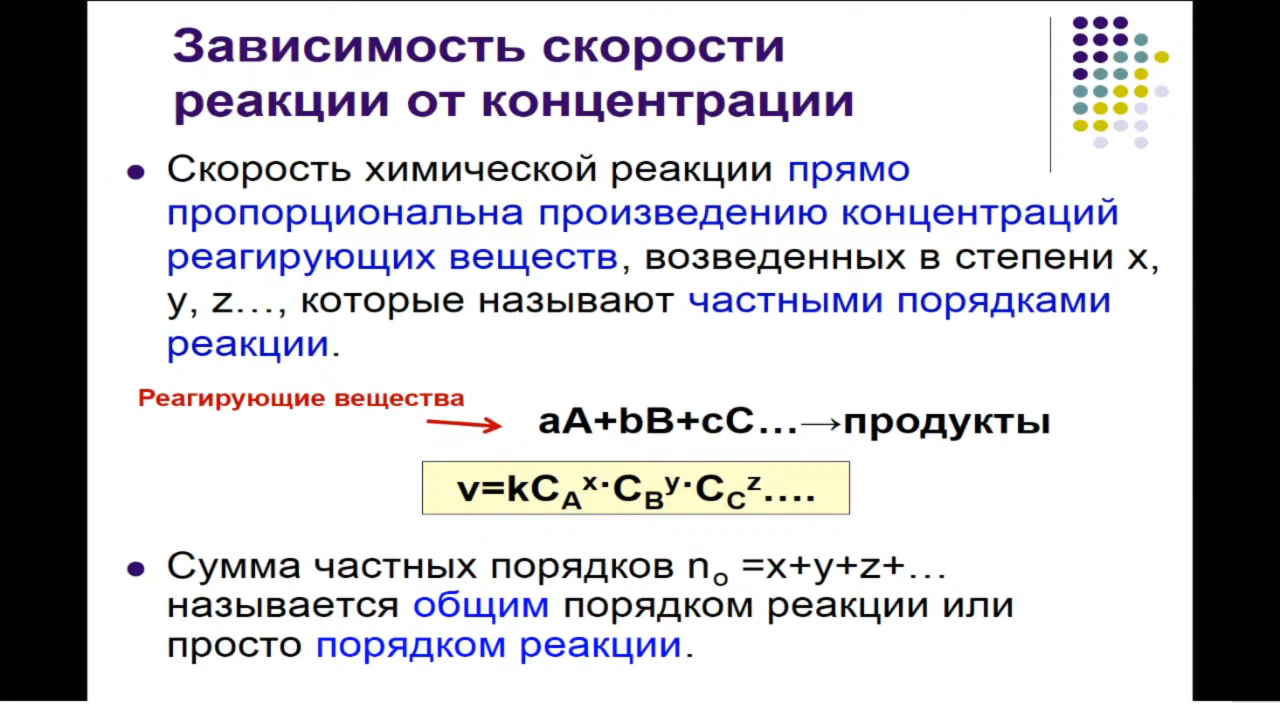 Зависимость скорости
реакции от концентрации
• Скорость химической реакции прямо
пропорциональна произведению концентраций
реагирующих веществ, возведенных в степени x,
y, z…, которые называют частными порядками
реакции.
Реагирующие вещества
aA+bB+cC…→продукты
v=kC_A^x·C_B^y·C_C^z….
• Сумма частных порядков n_o =x+y+z+…
называется общим порядком реакции или
просто порядком реакции.